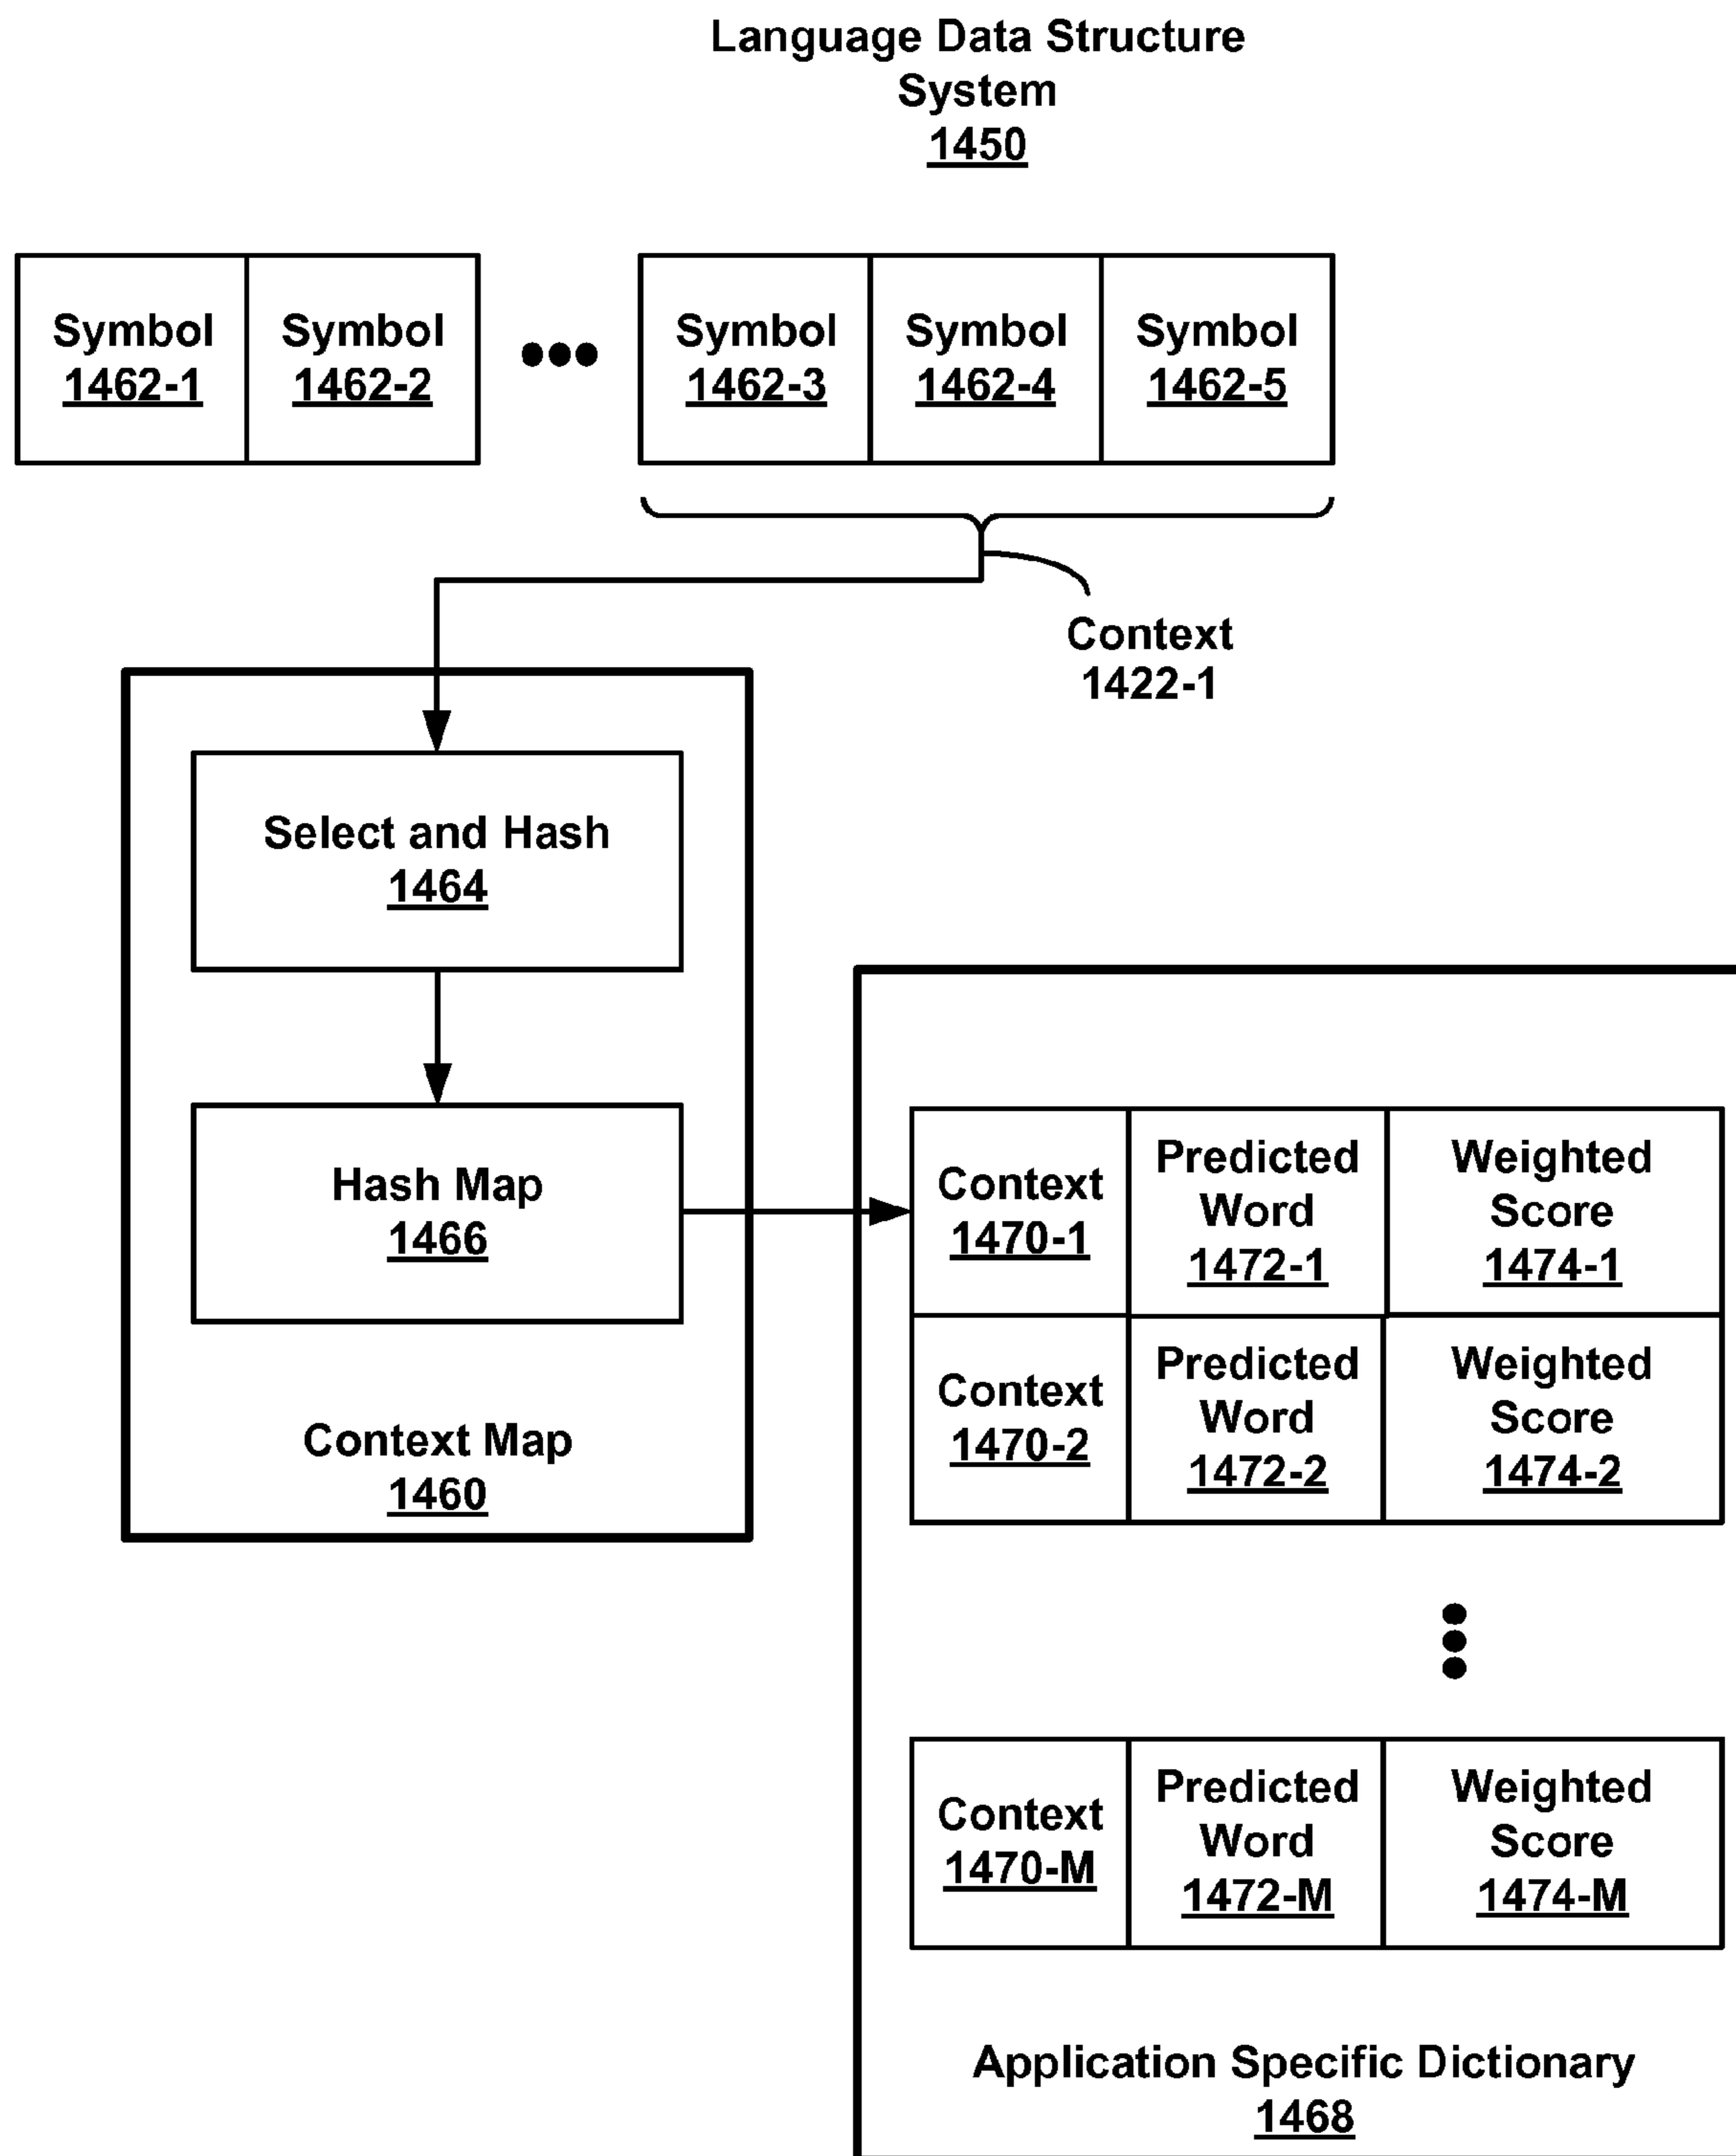 Language Data Structure
System
1450
Symbol
1462-1
Symbol
1462-2
Symbol
1462-3
Symbol
1462-4
Symbol
1462-5
Context
1422-1
Select and Hash
1464
Hash Map
1466
Context Map
1460
Context
1470-1
Predicted
Word
1472-1
Weighted
Score
1474-1
Context
1470-2
Predicted
Word
1472-2
Weighted
Score
1474-2
Context
1470-M
Predicted
Word
1472-M
Weighted
Score
1474-M
Application Specific Dictionary
1468